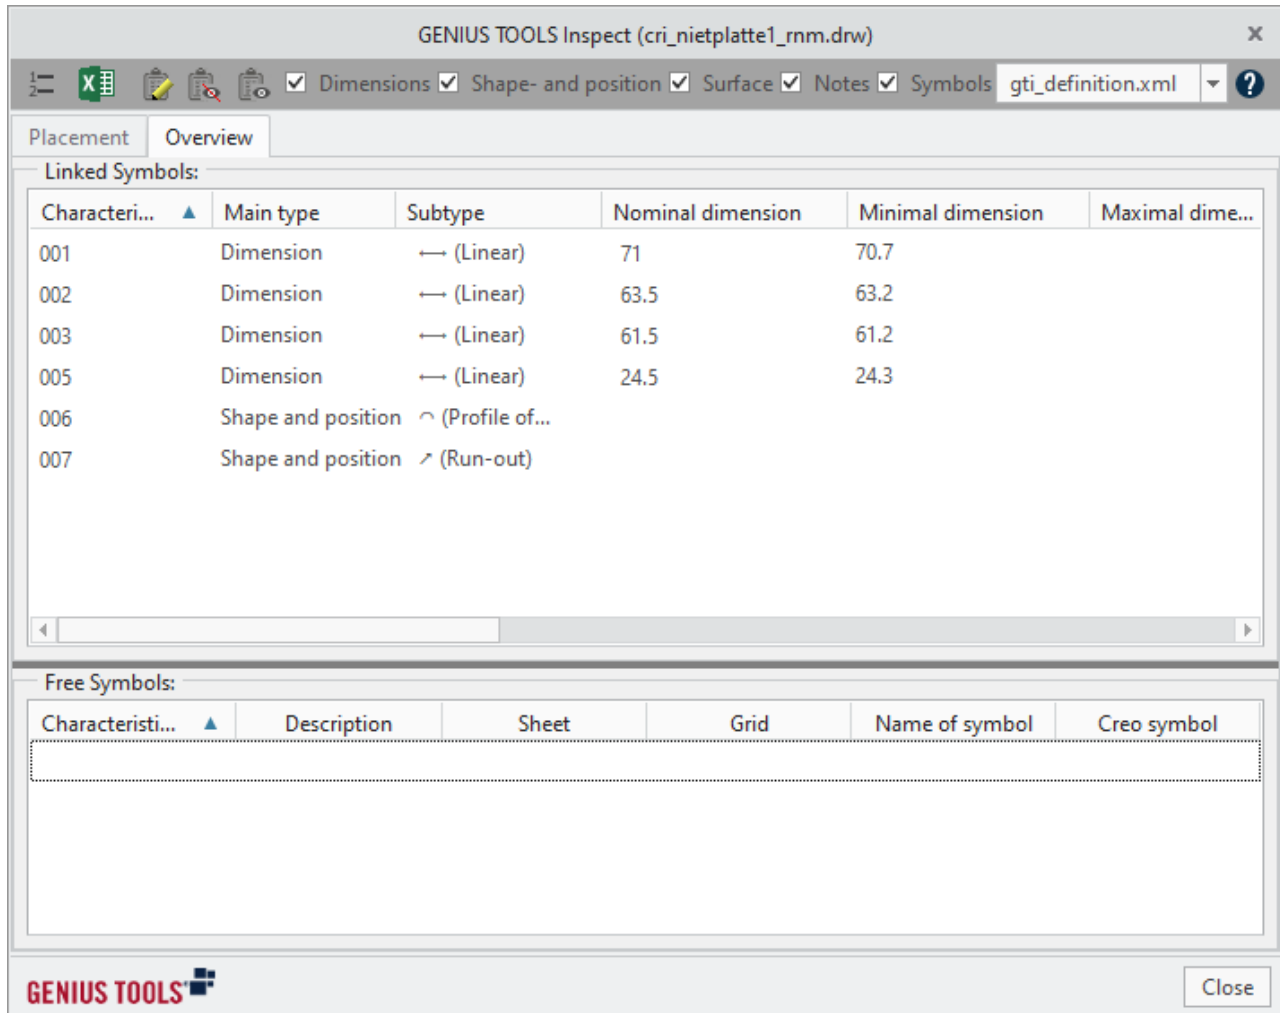 GENIUS TOOLS Inspect (cri_nietplatte1_rnm.drw)
Dimensions Shape- and position Surface Notes Symbols gti_definition.xml
Placement Overview
Linked Symbols:
Characteri... Main type Subtype Nominal dimension Minimal dimension Maximal dime...
001 Dimension (Linear) 71 70.7
002 Dimension (Linear) 63.5 63.2
003 Dimension (Linear) 61.5 61.2
005 Dimension (Linear) 24.5 24.3
006 Shape and position (Profile of...
007 Shape and position (Run-out)
Free Symbols:
Characteristi... Description Sheet Grid Name of symbol Creo symbol
GENIUS TOOLS Close